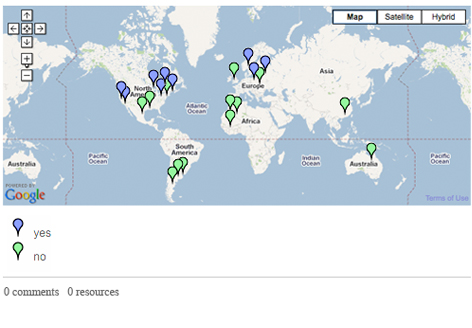 Map Satellite Hybrid
Asia
North
America
Europe
Atlantic
Ocean
Africa
South
America
Pacific
Ocean
Indian
Ocean
Pacific
Ocean
Australia
Australia
POWERED BY
Google
Terms of Use
yes
no
0 comments 0 resources